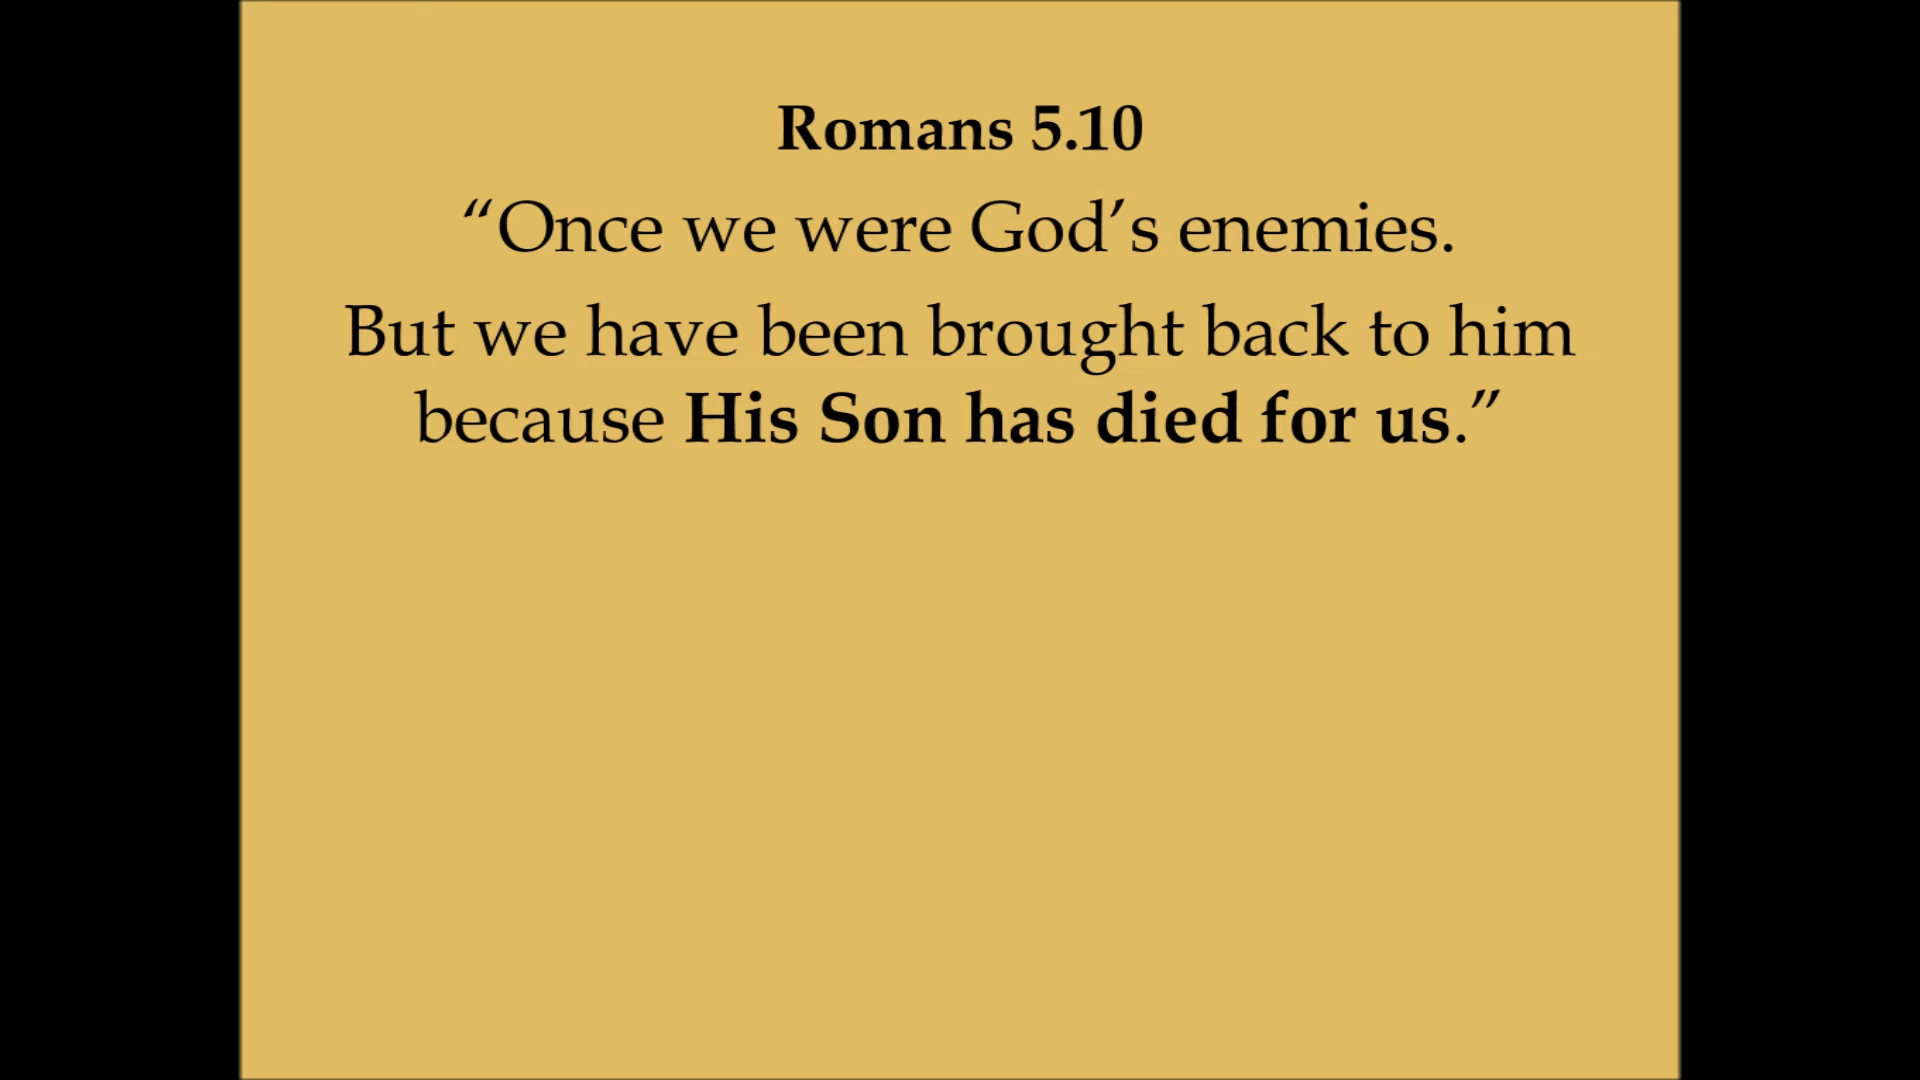 Romans 5.10
“Once we were God’s enemies.
But we have been brought back to him
because His Son has died for us.”